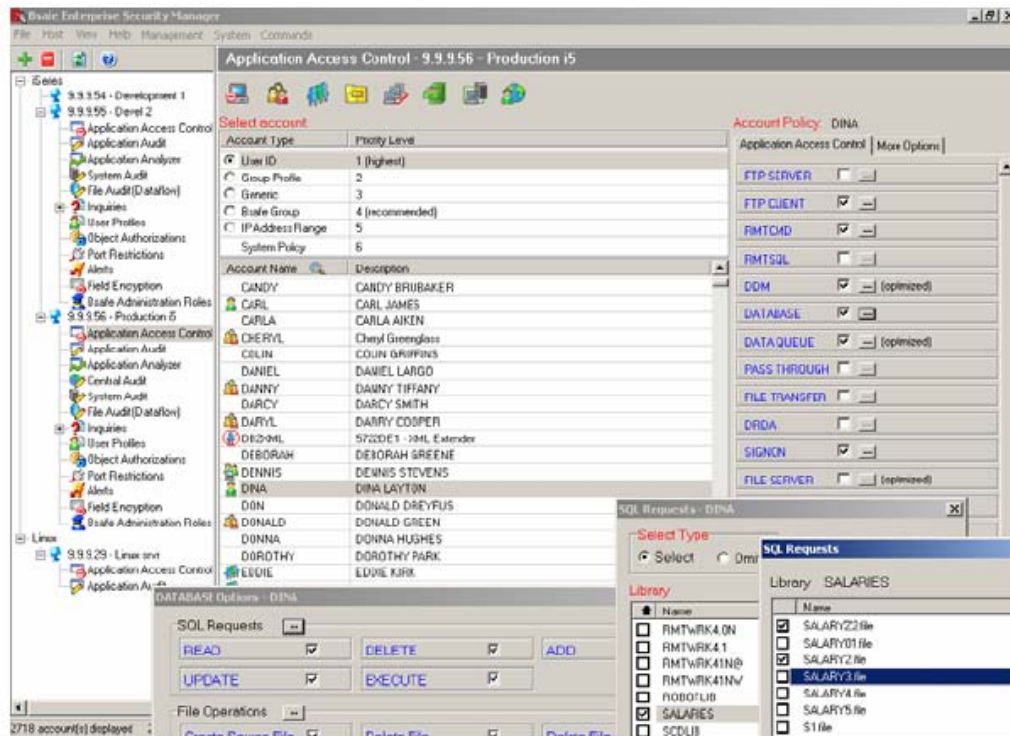 Bsafe Enterprise Security Manager
File Host View Help Management System Commands
Application Access Control - 9.9.9.56 - Production i5
iSeries
9.9.9.54 - Development 1
9.9.9.55 - Devel 2
Application Access Control
Application Audit
Application Analyzer
System Audit
File Audit(Dataflow)
Inquiries
User Profiles
Object Authorizations
Port Restrictions
Alerts
Field Encryption
Bsafe Administration Roles
9.9.9.56 - Production i5
Application Access Control
Application Audit
Application Analyzer
Central Audit
System Audit
File Audit(Dataflow)
Inquiries
User Profiles
Object Authorizations
Port Restrictions
Alerts
Field Encryption
Bsafe Administration Roles
Linux
9.9.9.29 - Linux srvr
Application Access Control
Application
2718 account(s) displayed
Select account
Account Type Priority Level
User ID 1 (highest)
Group Profile 2
Generic 3
Bsafe Group 4 (recommended)
IP Address Range 5
System Policy 6
Account Name Description
CANDY CANDY BRUBAKER
CARL CARL JAMES
CARLA CARLA AIKEN
CHERYL Cheryl Greenglass
COLIN COLIN GRIFFINS
DANIEL DANIEL LARGO
DANNY DANNY TIFFANY
DARCY DARCY SMITH
DARYL DARRY COOPER
DB2XML 5722DE1 - XML Extender
DEBORAH DEBORAH GREENE
DENNIS DENNIS STEVENS
DINA DINA LAYTON
DON DONALD DREYFUS
DONALD DONALD GREEN
DONNA DONNA HUGHES
DOROTHY DOROTHY PARK
EDDIE EDDIE KIRK
Account Policy: DINA
Application Access Control More Options
FTP SERVER ...
FTP CLIENT ...
RMTCMD ...
RMTSQL ...
DDM ... (optimized)
DATABASE ...
DATA QUEUE ... (optimized)
PASS THROUGH ...
FILE TRANSFER ...
DRDA ...
SIGNON ...
FILE SERVER ... (optimized)
DATABASE Options - DINA
SQL Requests ...
READ DELETE ADD
UPDATE EXECUTE
File Operations ...
Create Source File Delete File Delete File
SQL Requests - DINA
Select Type
Select Omit
Library
Name
RMTWRK4.0N
RMTWRK4.1
RMTWRK41N@
RMTWRK41NV
ROBOTLIB
SALARIES
SCDLIB
SQL Requests
Library SALARIES
Name
SALARY22.file
SALARY01.file
SALARY2.file
SALARY3.file
SALARY4.file
SALARY5.file
S1.file